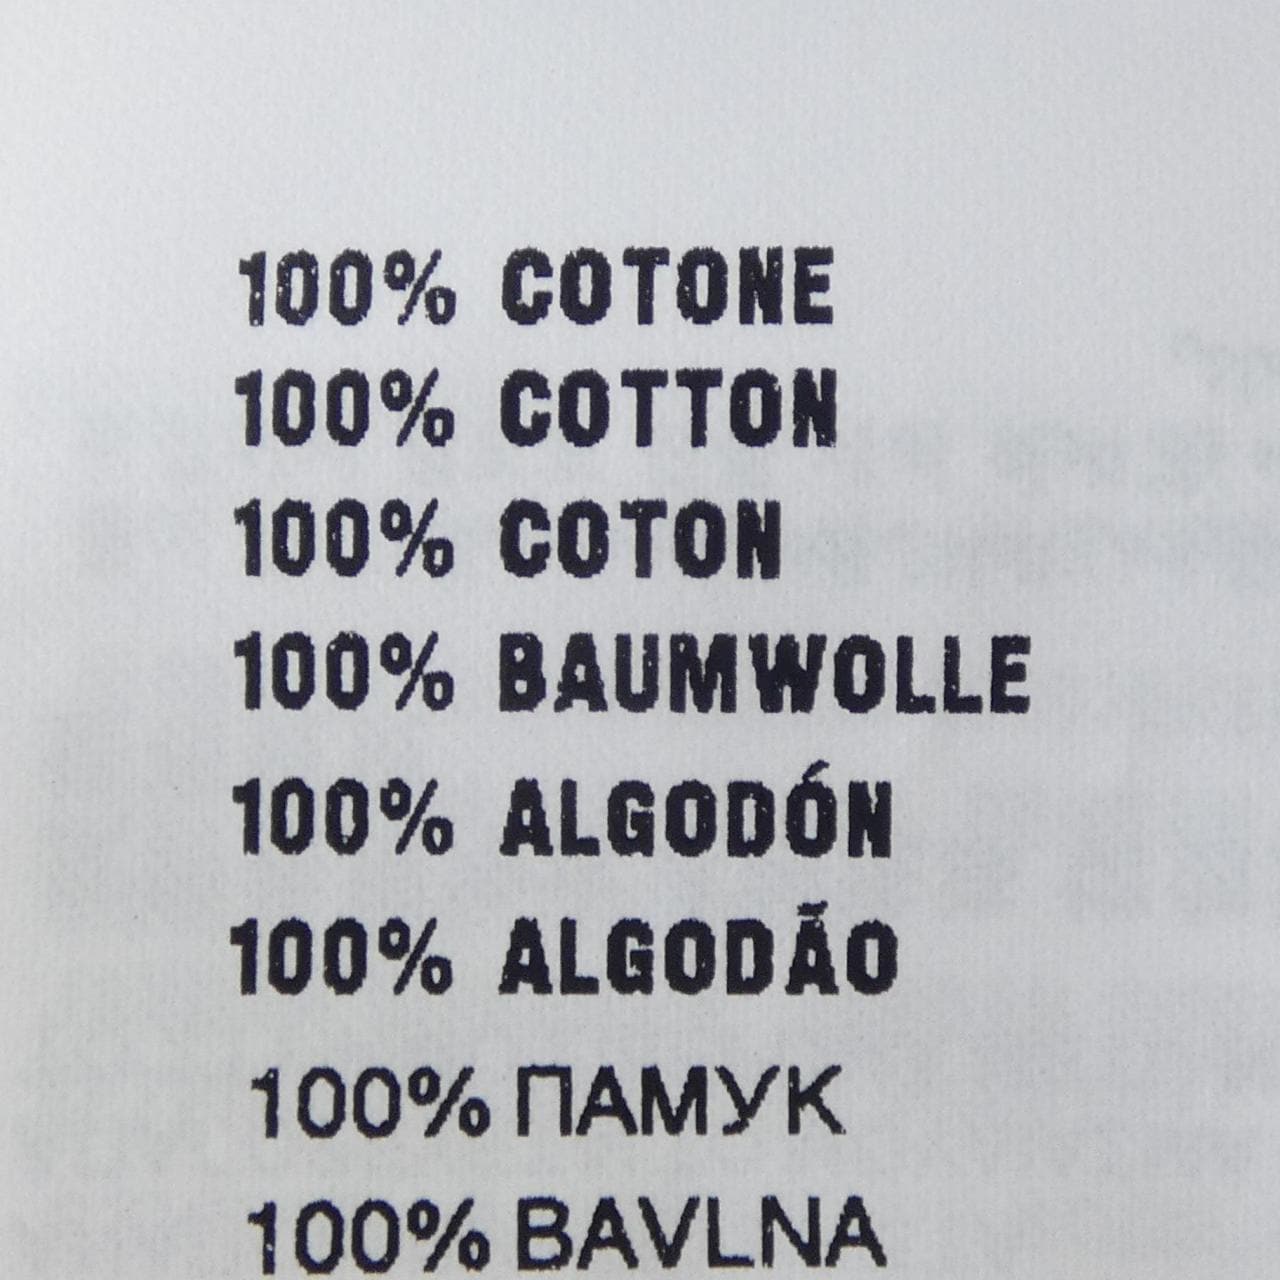 100% COTONE
100% COTTON
100% COTON
100% BAUMWOLLE
100% ALGODÓN
100% ALGODÃO
100% ПАМУК
100% BAVLNA